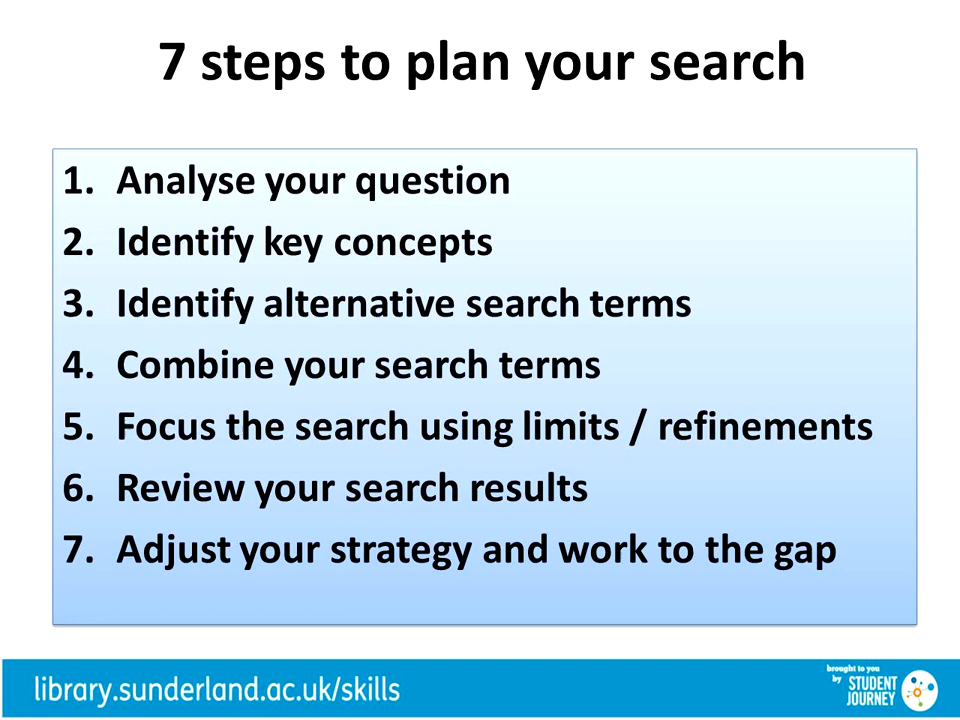 7 steps to plan your search
1. Analyse your question
2. Identify key concepts
3. Identify alternative search terms
4. Combine your search terms
5. Focus the search using limits / refinements
6. Review your search results
7. Adjust your strategy and work to the gap
library.sunderland.ac.uk/skills
brought to you
by STUDENT
JOURNEY